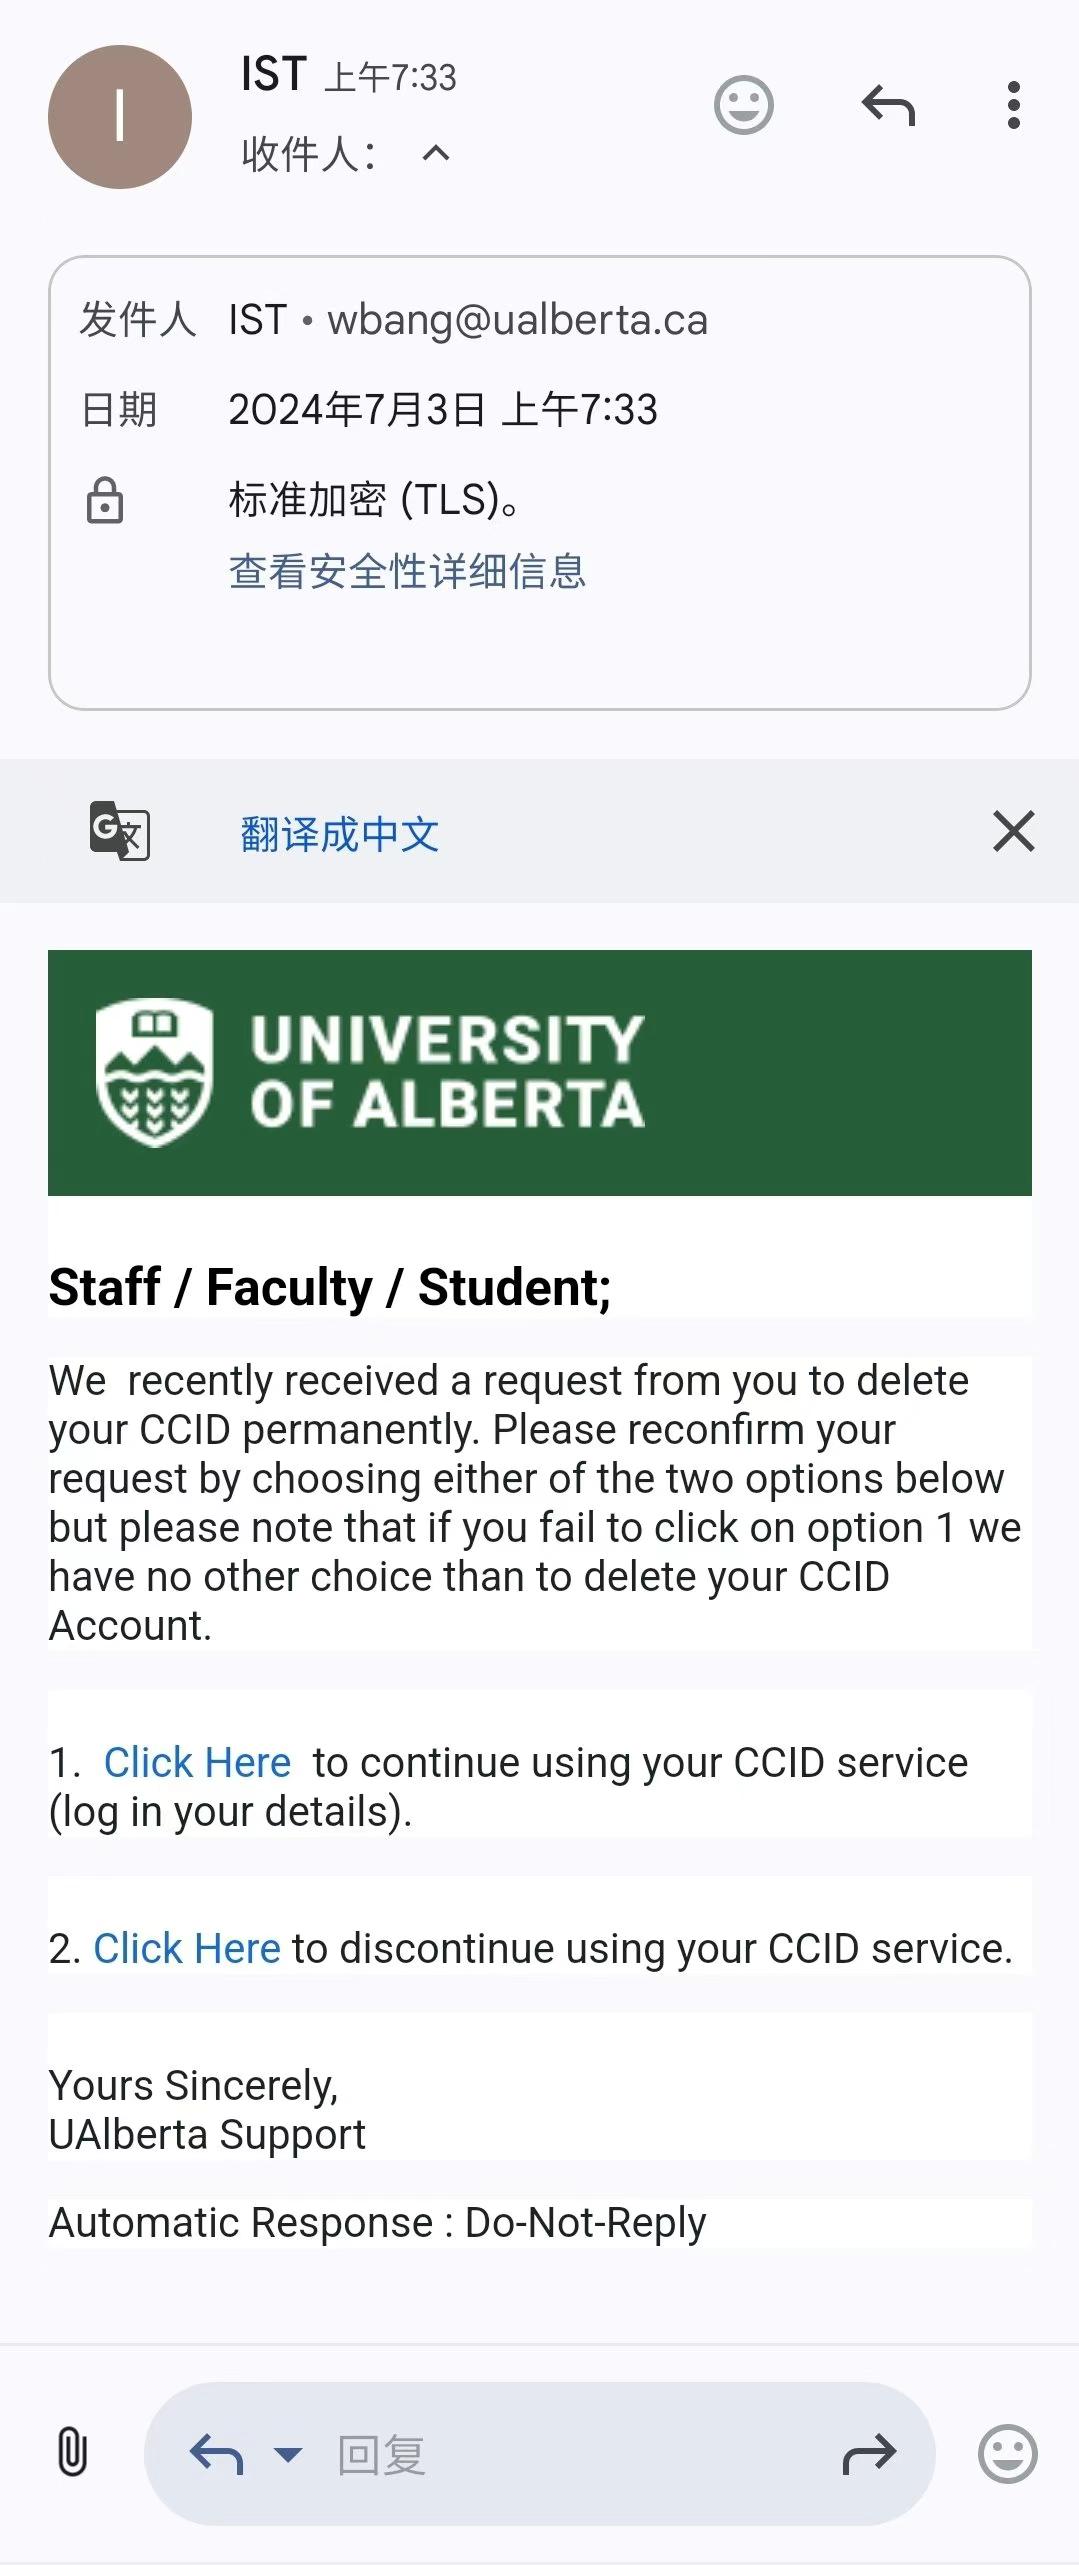 I
IST 上午7:33
收件人：
发件人 IST • wbang@ualberta.ca
日期 2024年7月3日 上午7:33
标准加密 (TLS)。
查看安全性详细信息
G文 翻译成中文
UNIVERSITY
OF ALBERTA
Staff / Faculty / Student;
We  recently received a request from you to delete
your CCID permanently. Please reconfirm your
request by choosing either of the two options below
but please note that if you fail to click on option 1 we
have no other choice than to delete your CCID
Account.
1.  Click Here  to continue using your CCID service
(log in your details).
2. Click Here to discontinue using your CCID service.
Yours Sincerely,
UAlberta Support
Automatic Response : Do-Not-Reply
回复